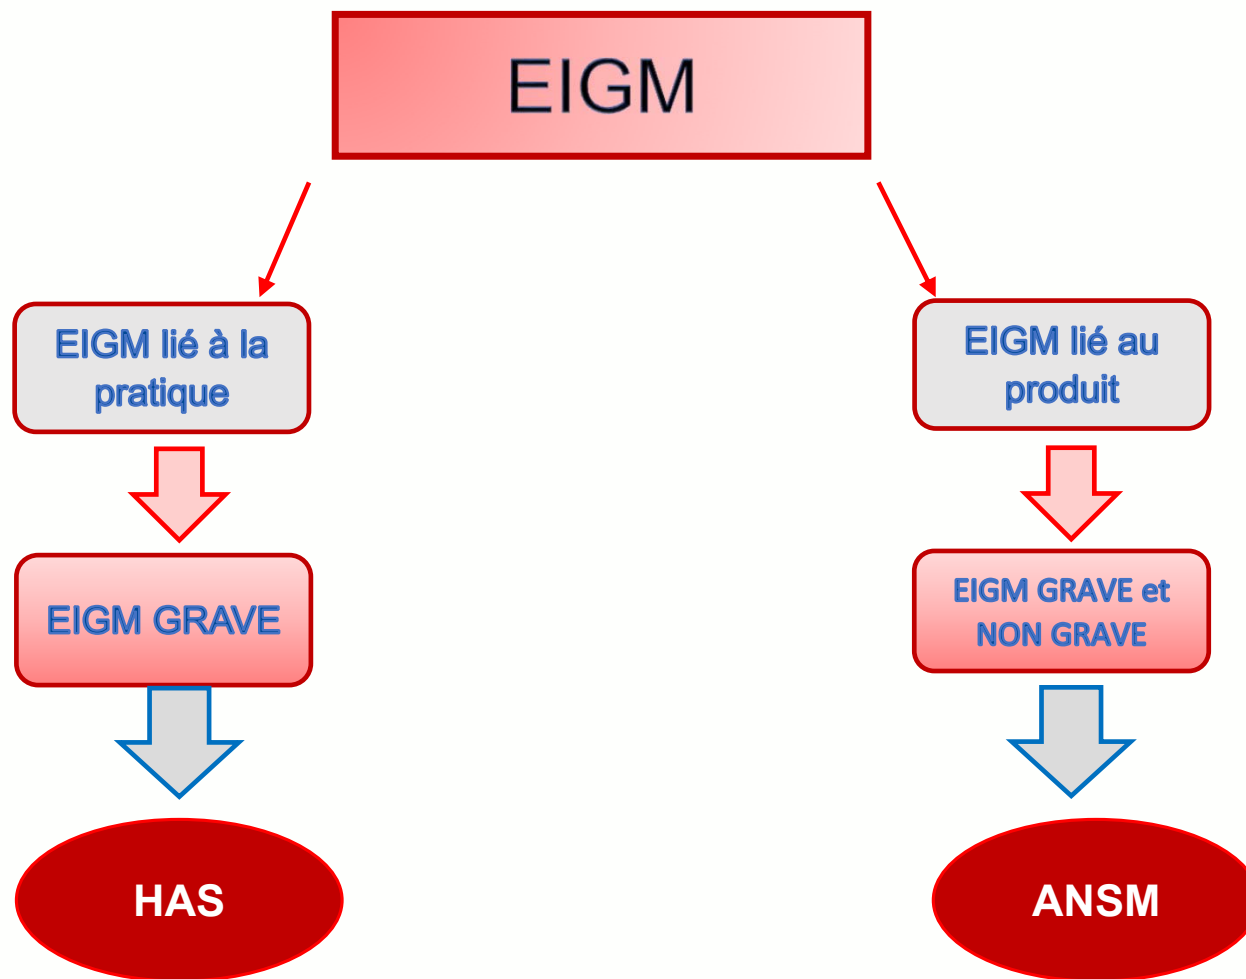 EIGM
EIGM lié à la
pratique
EIGM lié au
produit
EIGM GRAVE
EIGM GRAVE et
NON GRAVE
HAS
ANSM